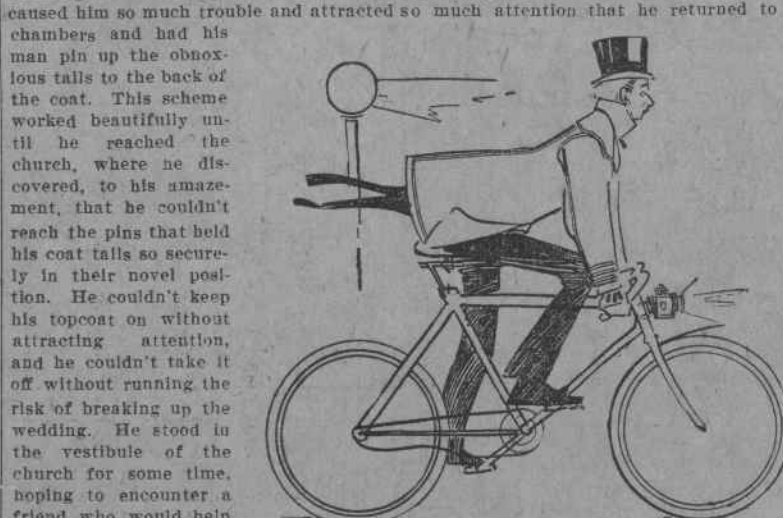 caused him so much trouble and attracted so much attention that he returned to
chambers and had his
man pin up the obnox-
ious tails to the back of
the coat. This scheme
worked beautifully un-
til he reached the
church, where he dis-
covered, to his amaze-
ment, that he couldn't
reach the pins that held
his coat tails so secure-
ly in their novel posi-
tion. He couldn't keep
his topcoat on without
attracting attention,
and he couldn't take it
off without running the
risk of breaking up the
wedding. He stood in
the vestibule of the
church for some time,
hoping to encounter a
friend who would help